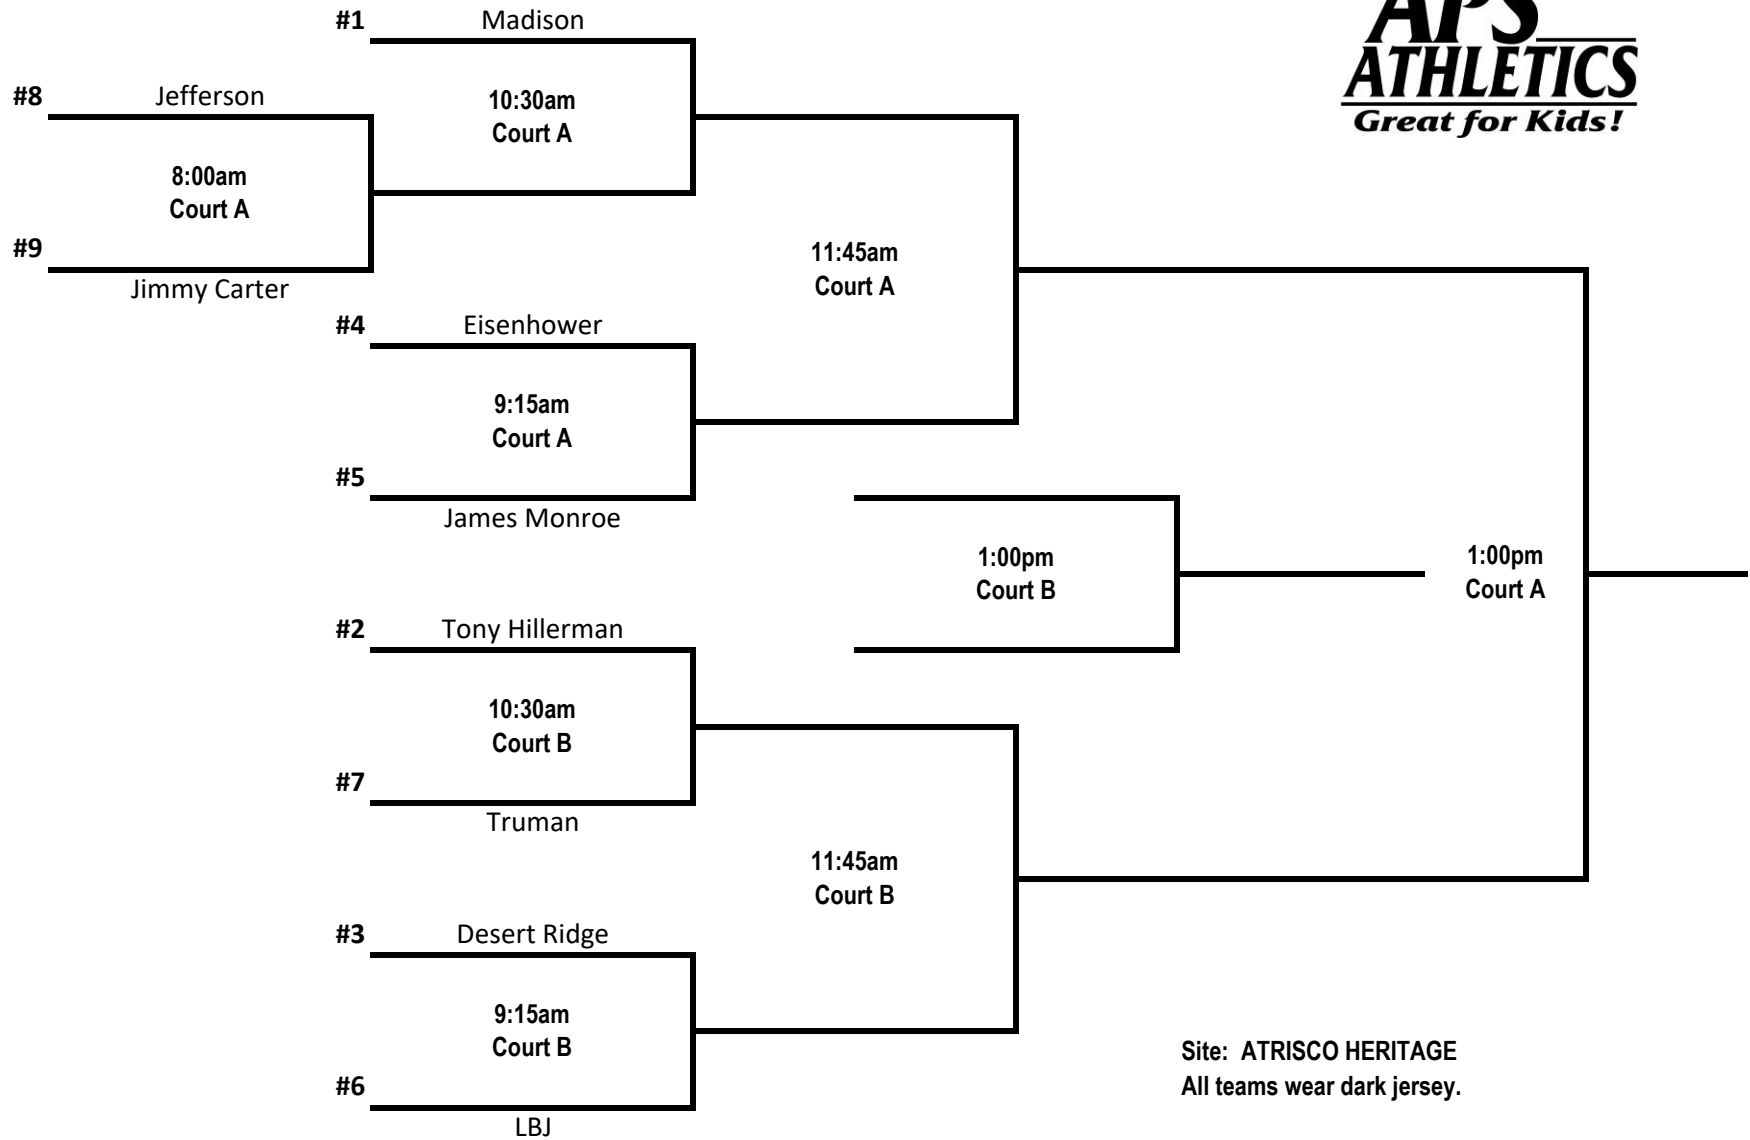 #1 Madison
#8 Jefferson
10:30am
Court A
8:00am
Court A
#9
Jimmy Carter
#4 Eisenhower
9:15am
Court A
#5
James Monroe
11:45am
Court A
1:00pm
Court B
1:00pm
Court A
#2 Tony Hillerman
10:30am
Court B
#7
Truman
11:45am
Court B
#3 Desert Ridge
9:15am
Court B
#6
LBJ
APS
ATHLETICS
Great for Kids!
Site: ATRISCO HERITAGE
All teams wear dark jersey.